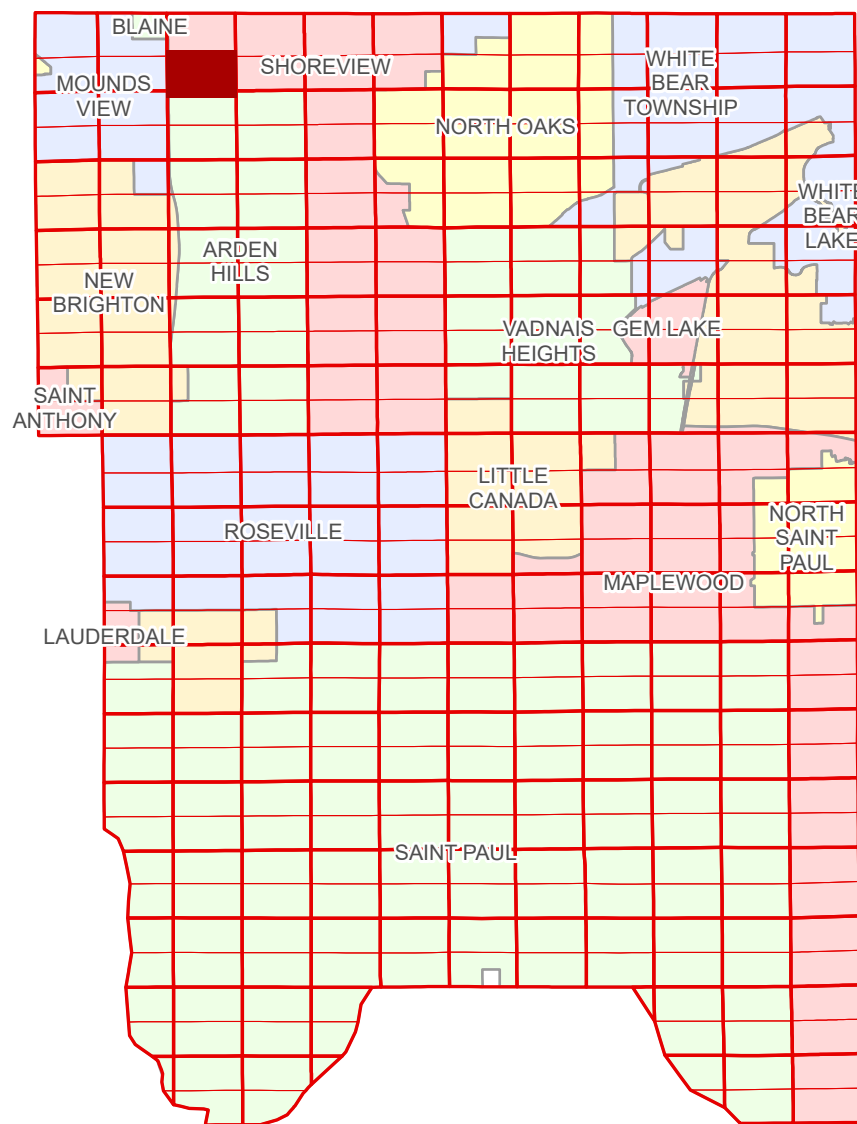 BLAINE
SHOREVIEW
WHITE
BEAR
TOWNSHIP
MOUNDS
VIEW
NORTH OAKS
WHITE
BEAR
LAKE
ARDEN
HILLS
NEW
BRIGHTON
VADNAIS
HEIGHTS
GEM LAKE
SAINT
ANTHONY
LITTLE
CANADA
ROSEVILLE
NORTH
SAINT
PAUL
MAPLEWOOD
LAUDERDALE
SAINT PAUL